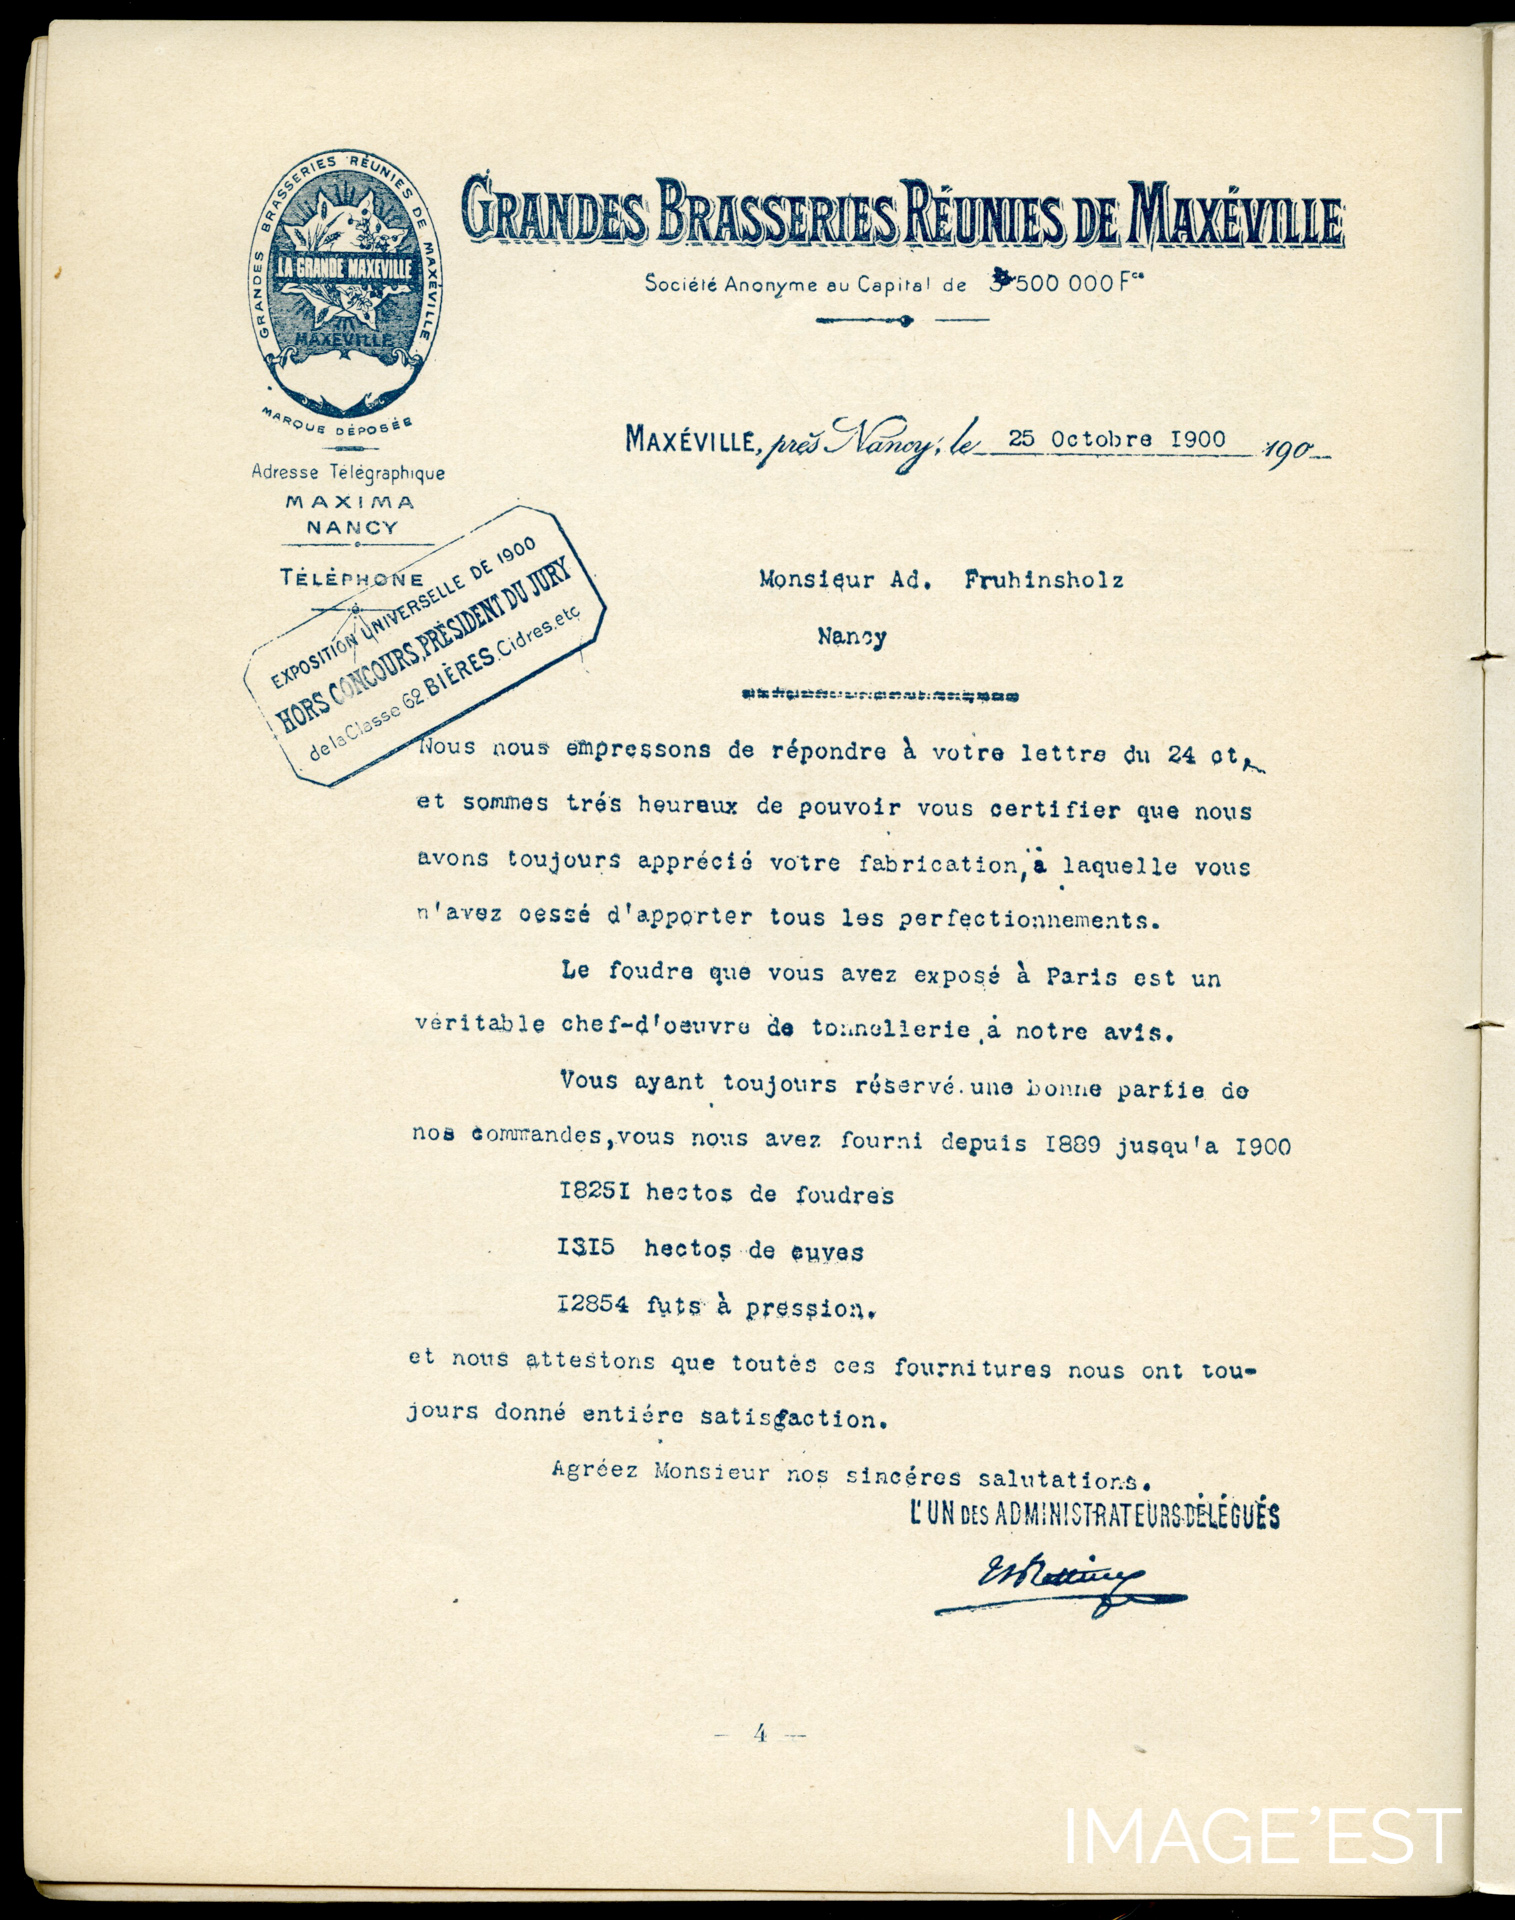 GRANDES BRASSERIES RÉUNIES DE MAXÉVILLE
LA GRANDE MAXEVILLE
MAXEVILLE
MARQUE DÉPOSÉE
Adresse Télégraphique
MAXIMA
NANCY
TÉLÉPHONE
EXPOSITION UNIVERSELLE DE 1900
HORS CONCOURS, PRÉSIDENT DU JURY
de la Classe 62 BIÈRES. Cidres. etc
GRANDES BRASSERIES RÉUNIES DE MAXÉVILLE
Société Anonyme au Capital de 3 500 000 Fcs
MAXÉVILLE, près Nancy, le 25 Octobre I900 190
Monsieur Ad. Fruhinsholz
Nancy
Nous nous empressons de répondre à votre lettre du 24 ct,
et sommes trés heureux de pouvoir vous certifier que nous
avons toujours apprécié votre fabrication, à laquelle vous
n'avez cessé d'apporter tous les perfectionnements.
Le foudre que vous avez exposé à Paris est un
véritable chef-d'oeuvre de tonnellerie à notre avis.
Vous ayant toujours réservé une bonne partie de
nos commandes, vous nous avez fourni depuis I889 jusqu'a I900
I825I hectos de foudres
I3I5 hectos de cuves
I2854 futs à pression.
et nous attestons que toutes ces fournitures nous ont tou-
jours donné entiére satisfaction.
Agréez Monsieur nos sincéres salutations.
L'UN DES ADMINISTRATEURS-DÉLÉGUÉS
— 4 —
IMAGE'EST